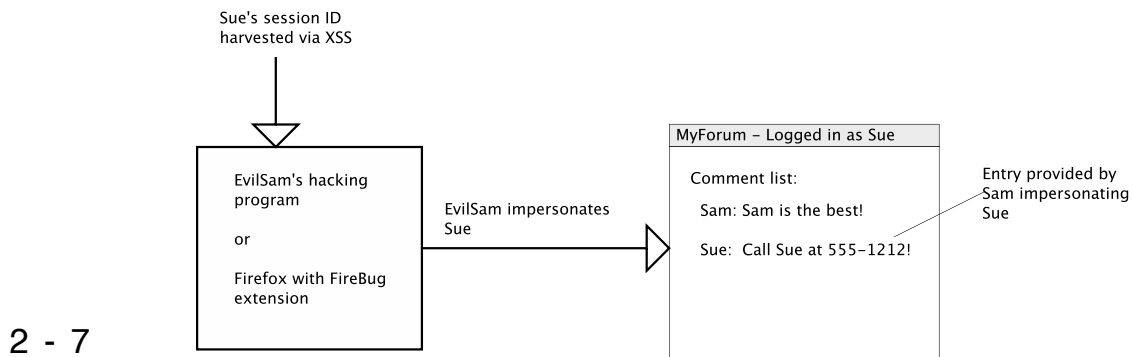 Sue's session ID
harvested via XSS
EvilSam's hacking
program
or
Firefox with FireBug
extension
EvilSam impersonates
Sue
MyForum – Logged in as Sue
Comment list:
Sam: Sam is the best!
Sue:  Call Sue at 555–1212!
Entry provided by
Sam impersonating
Sue
2 - 7